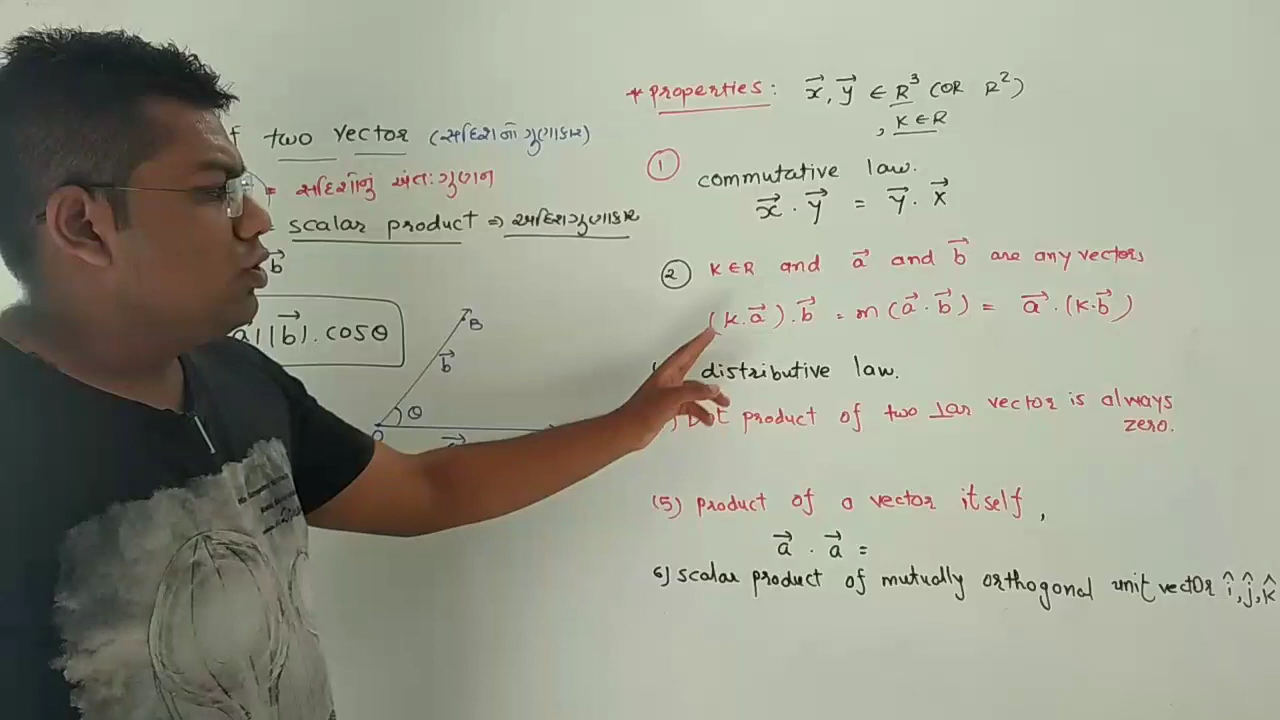 two vector (સદિશનો ગુણાકાર)
= સદિશોનું અંતઃગુણન
scalar product ⇒ અદિશગુણાકાર
b⃗
a⃗||b⃗|.cosθ
B
b⃗
θ
O
* properties: x⃗, y⃗ ∈ R³ (OR R²)
, K∈R
① commutative law.
x⃗ . y⃗ = y⃗ . x⃗
② K∈R and a⃗ and b⃗ are any vectors
(K.a⃗).b⃗ = m(a⃗.b⃗) = a⃗.(K.b⃗)
distributive law.
) Dot product of two ⊥ar vector is always
zero.
(5) product of a vector itself,
a⃗ . a⃗ =
6) scalar product of mutually orthogonal unit vector î, ĵ, k̂